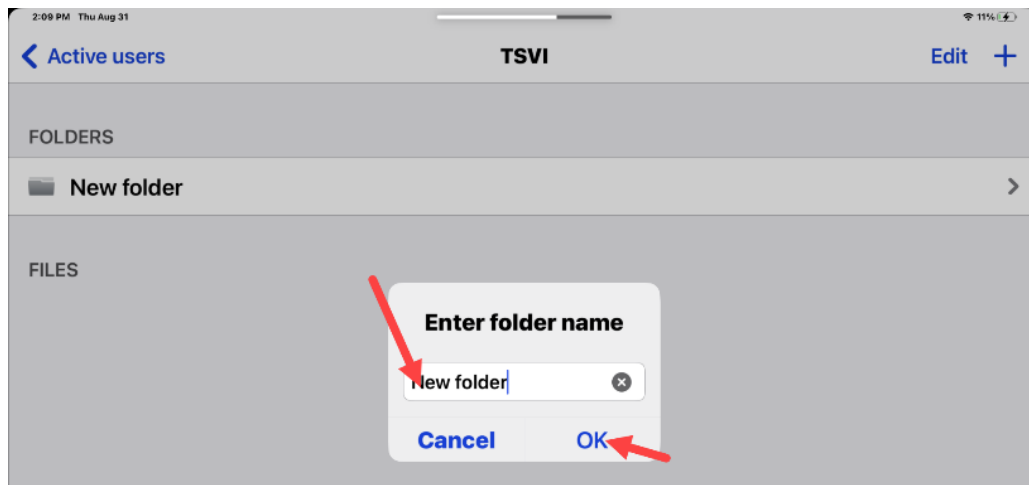 2:09 PM Thu Aug 31 11%
Active users TSVI Edit
FOLDERS
New folder
FILES
Enter folder name
New folder
Cancel OK